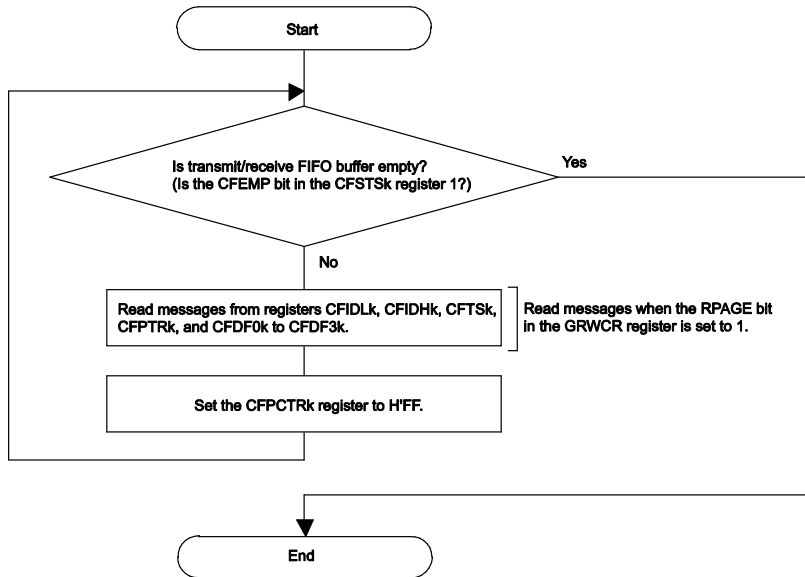 Start
Is transmit/receive FIFO buffer empty?
(Is the CFEMP bit in the CFSTSk register 1?)
Yes
No
Read messages from registers CFIDLk, CFIDHk, CFTSk,
CFPTRk, and CFDF0k to CFDF3k.
Read messages when the RPAGE bit
in the GRWCR register is set to 1.
Set the CFPCTRk register to H'FF.
End